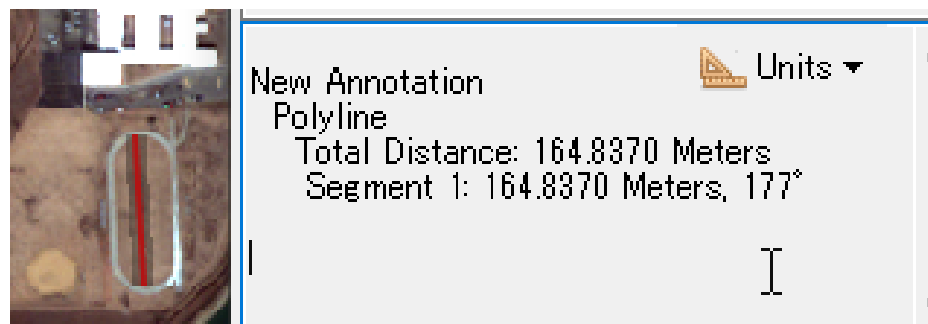 Units
New Annotation
Polyline
Total Distance: 164.8370 Meters
Segment 1: 164.8370 Meters, 177°